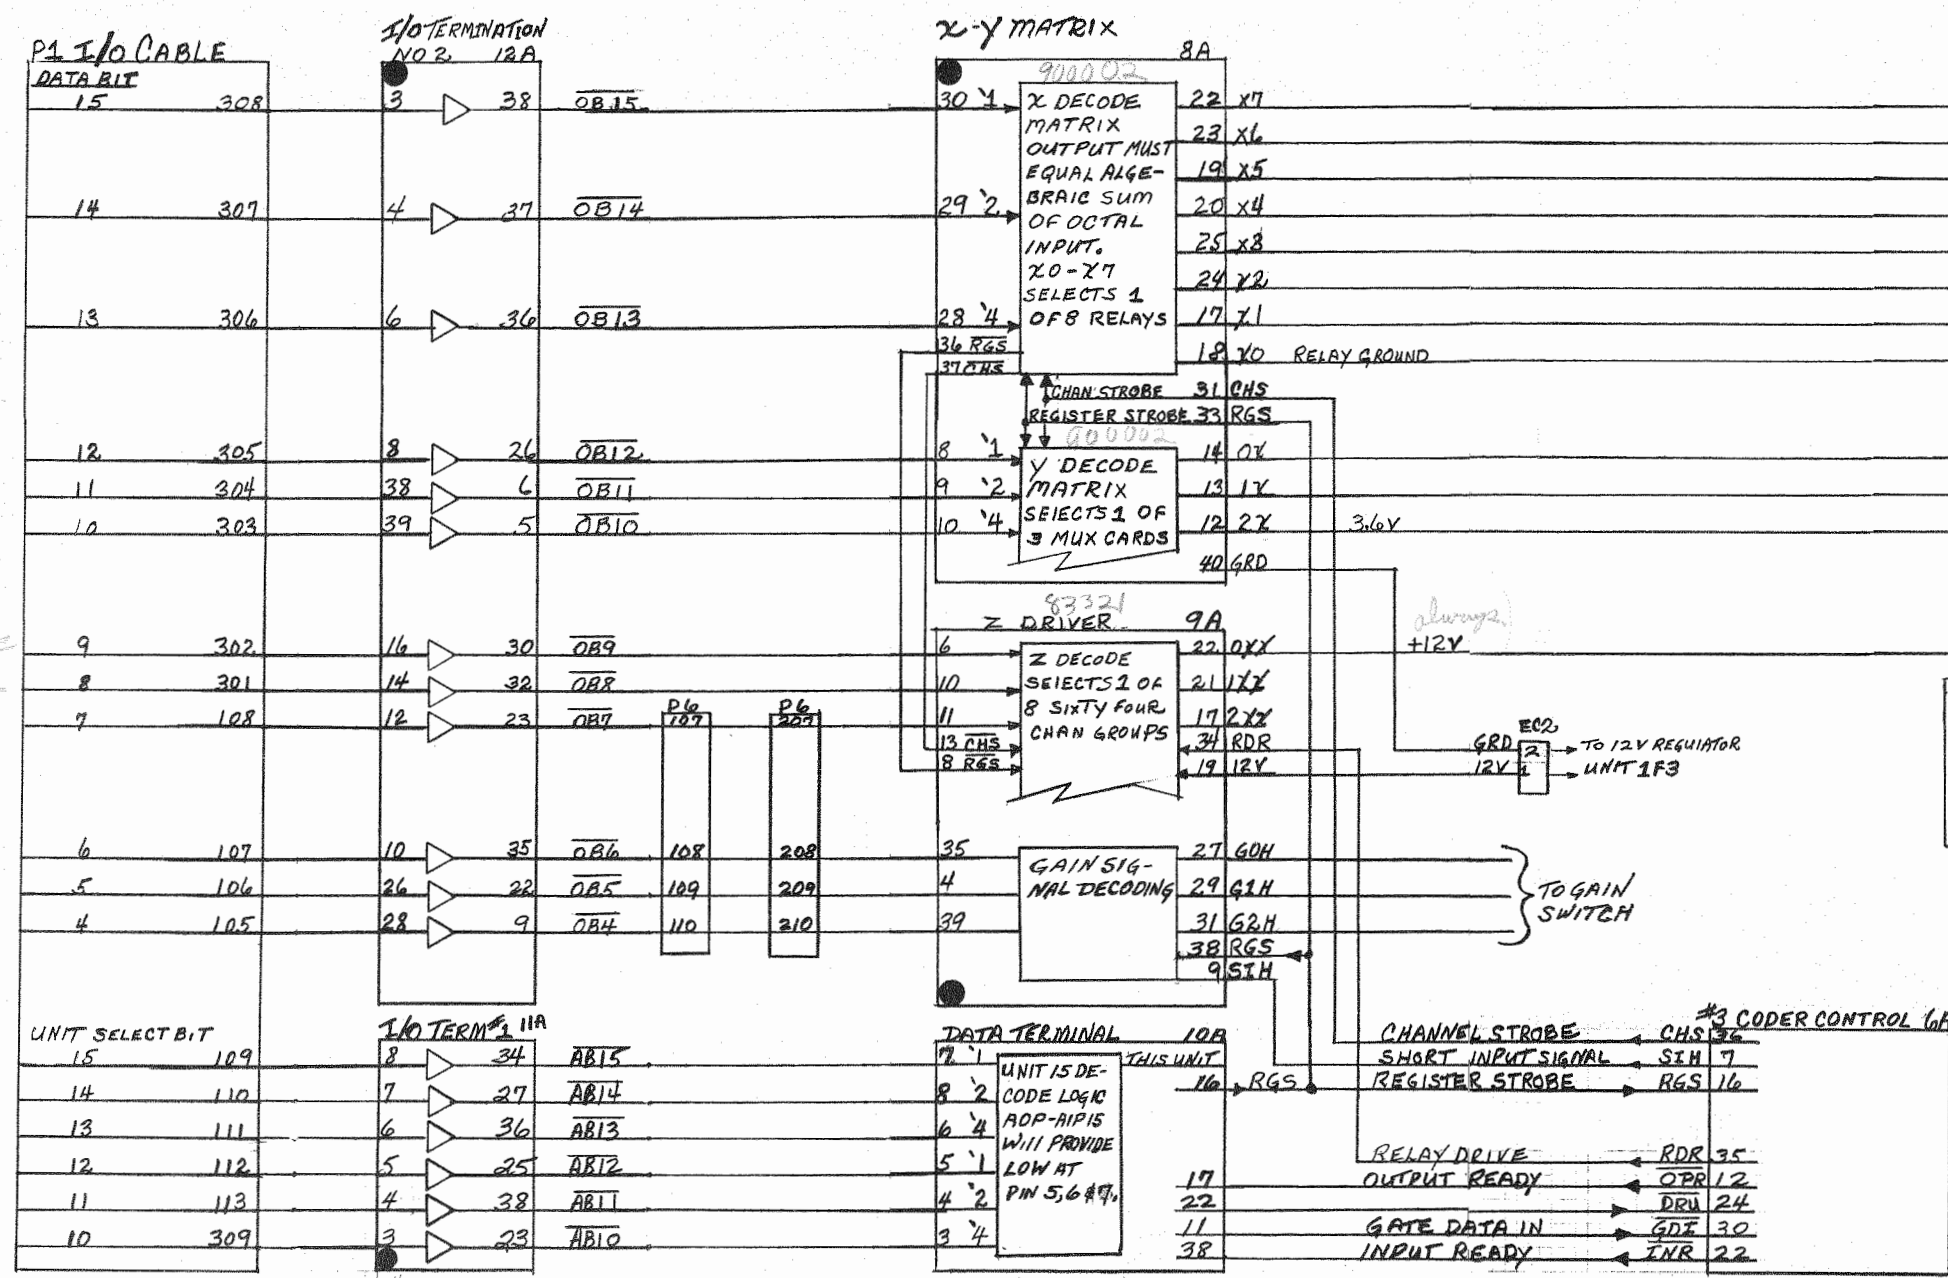 P1 I/O CABLE
DATA BIT
15 308
14 307
13 306
12 305
11 304
10 303
9 302
8 301
7 108
6 107
5 106
4 105
UNIT SELECT BIT
15 109
14 110
13 111
12 112
11 113
10 309
I/O TERMINATION
NO 2 12A
3 38 OB15
4 37 OB14
6 36 OB13
8 26 OB12
38 6 OB11
39 5 OB10
16 30 OB9
14 32 OB8
12 23 OB7
10 35 OB6
26 22 OB5
28 9 OB4
P6
107
108
109
110
P6
207
208
209
210
I/O TERM #1 11A
8 34 AB15
7 27 AB14
6 36 AB13
5 25 AB12
4 38 AB11
3 23 AB10
X-Y MATRIX
8A
900002
30 '1
29 '2
28 '4
36 RGS
37 CHS
X DECODE
MATRIX
OUTPUT MUST
EQUAL ALGE-
BRAIC SUM
OF OCTAL
INPUT.
X0-X7
SELECTS 1
OF 8 RELAYS
22 X7
23 X6
19 X5
20 X4
25 X3
24 X2
17 X1
18 X0 RELAY GROUND
CHAN STROBE 31 CHS
REGISTER STROBE 33 RGS
900002
8 '1
9 '2
10 '4
Y DECODE
MATRIX
SELECTS 1 OF
3 MUX CARDS
14 0X
13 1X
12 2X 3.6V
40 GRD
83321
Z DRIVER 9A
6
10
11
13 CHS
8 RGS
Z DECODE
SELECTS 1 OF
8 SIXTY FOUR
CHAN GROUPS
always
22 0XX +12V
21 1XX
17 2XX
34 RDR
19 12V
EC2
GRD 2 TO 12V REGULATOR
12V 1 UNIT 1F3
35
4
39
GAIN SIG-
NAL DECODING
27 G0H
29 G1H
31 G2H
38 RGS
9 SIH
TO GAIN
SWITCH
DATA TERMINAL 10A
7 '1
8 '2
6 '4
5 '1
4 '2
3 '4
THIS UNIT
UNIT 15 DE-
CODE LOGIC
AOP-AIP15
WILL PROVIDE
LOW AT
PIN 5,6 &7.
16 RGS
17
22
11
38
#3 CODER CONTROL
CHANNEL STROBE CHS 36
SHORT INPUT SIGNAL SIH 7
REGISTER STROBE RGS 16
RELAY DRIVE RDR 35
OUTPUT READY OPR 12
DRU 24
GATE DATA IN GDI 30
INPUT READY INR 22